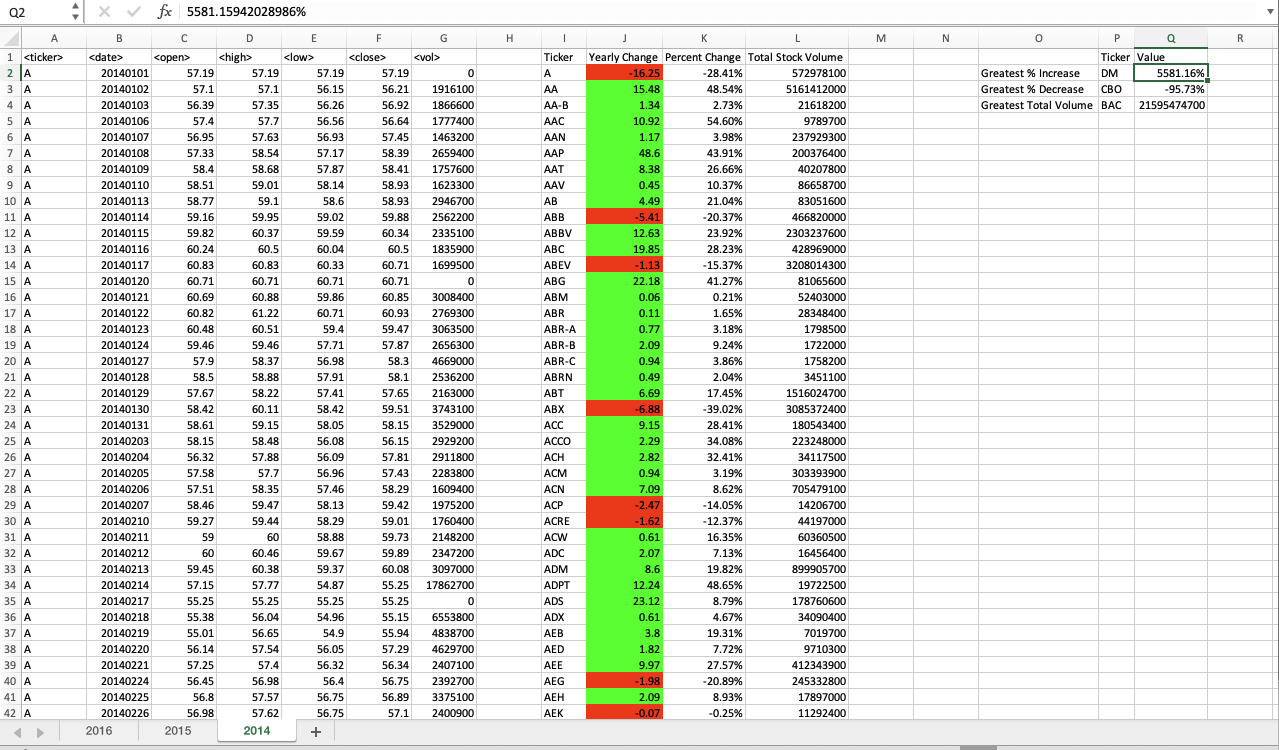 Q2 fx 5581.15942028986%
A B C D E F G H I J K L M N O P Q R
1 <ticker> <date> <open> <high> <low> <close> <vol> Ticker Yearly Change Percent Change Total Stock Volume Ticker Value
2 A 20140101 57.19 57.19 57.19 57.19 0 A -16.25 -28.41% 572978100 Greatest % Increase DM 5581.16%
3 A 20140102 57.1 57.1 56.15 56.21 1916100 AA 15.48 48.54% 5161412000 Greatest % Decrease CBO -95.73%
4 A 20140103 56.39 57.35 56.26 56.92 1866600 AA-B 1.34 2.73% 21618200 Greatest Total Volume BAC 21595474700
5 A 20140106 57.4 57.7 56.56 56.64 1777400 AAC 10.92 54.60% 9789700
6 A 20140107 56.95 57.63 56.93 57.45 1463200 AAN 1.17 3.98% 237929300
7 A 20140108 57.33 58.54 57.17 58.39 2659400 AAP 48.6 43.91% 200376400
8 A 20140109 58.4 58.68 57.87 58.41 1757600 AAT 8.38 26.66% 40207800
9 A 20140110 58.51 59.01 58.14 58.93 1623300 AAV 0.45 10.37% 86658700
10 A 20140113 58.77 59.1 58.6 58.93 2946700 AB 4.49 21.04% 83051600
11 A 20140114 59.16 59.95 59.02 59.88 2562200 ABB -5.41 -20.37% 466820000
12 A 20140115 59.82 60.37 59.59 60.34 2335100 ABBV 12.63 23.92% 2303237600
13 A 20140116 60.24 60.5 60.04 60.5 1835900 ABC 19.85 28.23% 428969000
14 A 20140117 60.83 60.83 60.33 60.71 1699500 ABEV -1.13 -15.37% 3208014300
15 A 20140120 60.71 60.71 60.71 60.71 0 ABG 22.18 41.27% 81065600
16 A 20140121 60.69 60.88 59.86 60.85 3008400 ABM 0.06 0.21% 52403000
17 A 20140122 60.82 61.22 60.71 60.93 2769300 ABR 0.11 1.65% 28348400
18 A 20140123 60.48 60.51 59.4 59.47 3063500 ABR-A 0.77 3.18% 1798500
19 A 20140124 59.46 59.46 57.71 57.87 2656300 ABR-B 2.09 9.24% 1722000
20 A 20140127 57.9 58.37 56.98 58.3 4669000 ABR-C 0.94 3.86% 1758200
21 A 20140128 58.5 58.88 57.91 58.1 2536200 ABRN 0.49 2.04% 3451100
22 A 20140129 57.67 58.22 57.41 57.65 2163000 ABT 6.69 17.45% 1516024700
23 A 20140130 58.42 60.11 58.42 59.51 3743100 ABX -6.88 -39.02% 3085372400
24 A 20140131 58.61 59.15 58.05 58.15 3529000 ACC 9.15 28.41% 180543400
25 A 20140203 58.15 58.48 56.08 56.15 2929200 ACCO 2.29 34.08% 223248000
26 A 20140204 56.32 57.88 56.09 57.81 2911800 ACH 2.82 32.41% 34117500
27 A 20140205 57.58 57.7 56.96 57.43 2283800 ACM 0.94 3.19% 303393900
28 A 20140206 57.51 58.35 57.46 58.29 1609400 ACN 7.09 8.62% 705479100
29 A 20140207 58.46 59.47 58.13 59.42 1975200 ACP -2.47 -14.05% 14206700
30 A 20140210 59.27 59.44 58.29 59.01 1760400 ACRE -1.62 -12.37% 44197000
31 A 20140211 59 60 58.88 59.73 2148200 ACW 0.61 16.35% 60360500
32 A 20140212 60 60.46 59.67 59.89 2347200 ADC 2.07 7.13% 16456400
33 A 20140213 59.45 60.38 59.37 60.08 3097000 ADM 8.6 19.82% 899905700
34 A 20140214 57.15 57.77 54.87 55.25 17862700 ADPT 12.24 48.65% 19722500
35 A 20140217 55.25 55.25 55.25 55.25 0 ADS 23.12 8.79% 178760600
36 A 20140218 55.38 56.04 54.96 55.15 6553800 ADX 0.61 4.67% 34090400
37 A 20140219 55.01 56.65 54.9 55.94 4838700 AEB 3.8 19.31% 7019700
38 A 20140220 56.14 57.54 56.05 57.29 4629700 AED 1.82 7.72% 9710300
39 A 20140221 57.25 57.4 56.32 56.34 2407100 AEE 9.97 27.57% 412343900
40 A 20140224 56.45 56.98 56.4 56.75 2392700 AEG -1.98 -20.89% 245332800
41 A 20140225 56.8 57.57 56.75 56.89 3375100 AEH 2.09 8.93% 17897000
42 A 20140226 56.98 57.62 56.75 57.1 2400900 AEK -0.07 -0.25% 11292400
2016 2015 2014 +